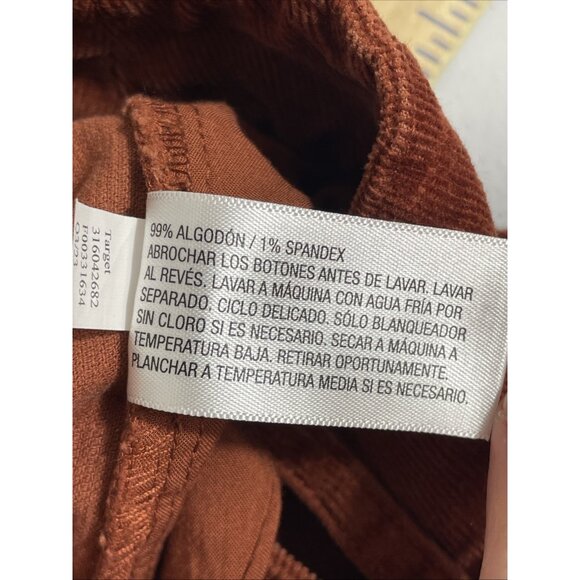 99% ALGODÓN / 1% SPANDEX
ABROCHAR LOS BOTONES ANTES DE LAVAR. LAVAR
AL REVÉS. LAVAR A MÁQUINA CON AGUA FRÍA POR
SEPARADO. CICLO DELICADO. SÓLO BLANQUEADOR
SIN CLORO SI ES NECESARIO. SECAR A MÁQUINA A
TEMPERATURA BAJA. RETIRAR OPORTUNAMENTE.
PLANCHAR A TEMPERATURA MEDIA SI ES NECESARIO.
Target
316042682
F00331634